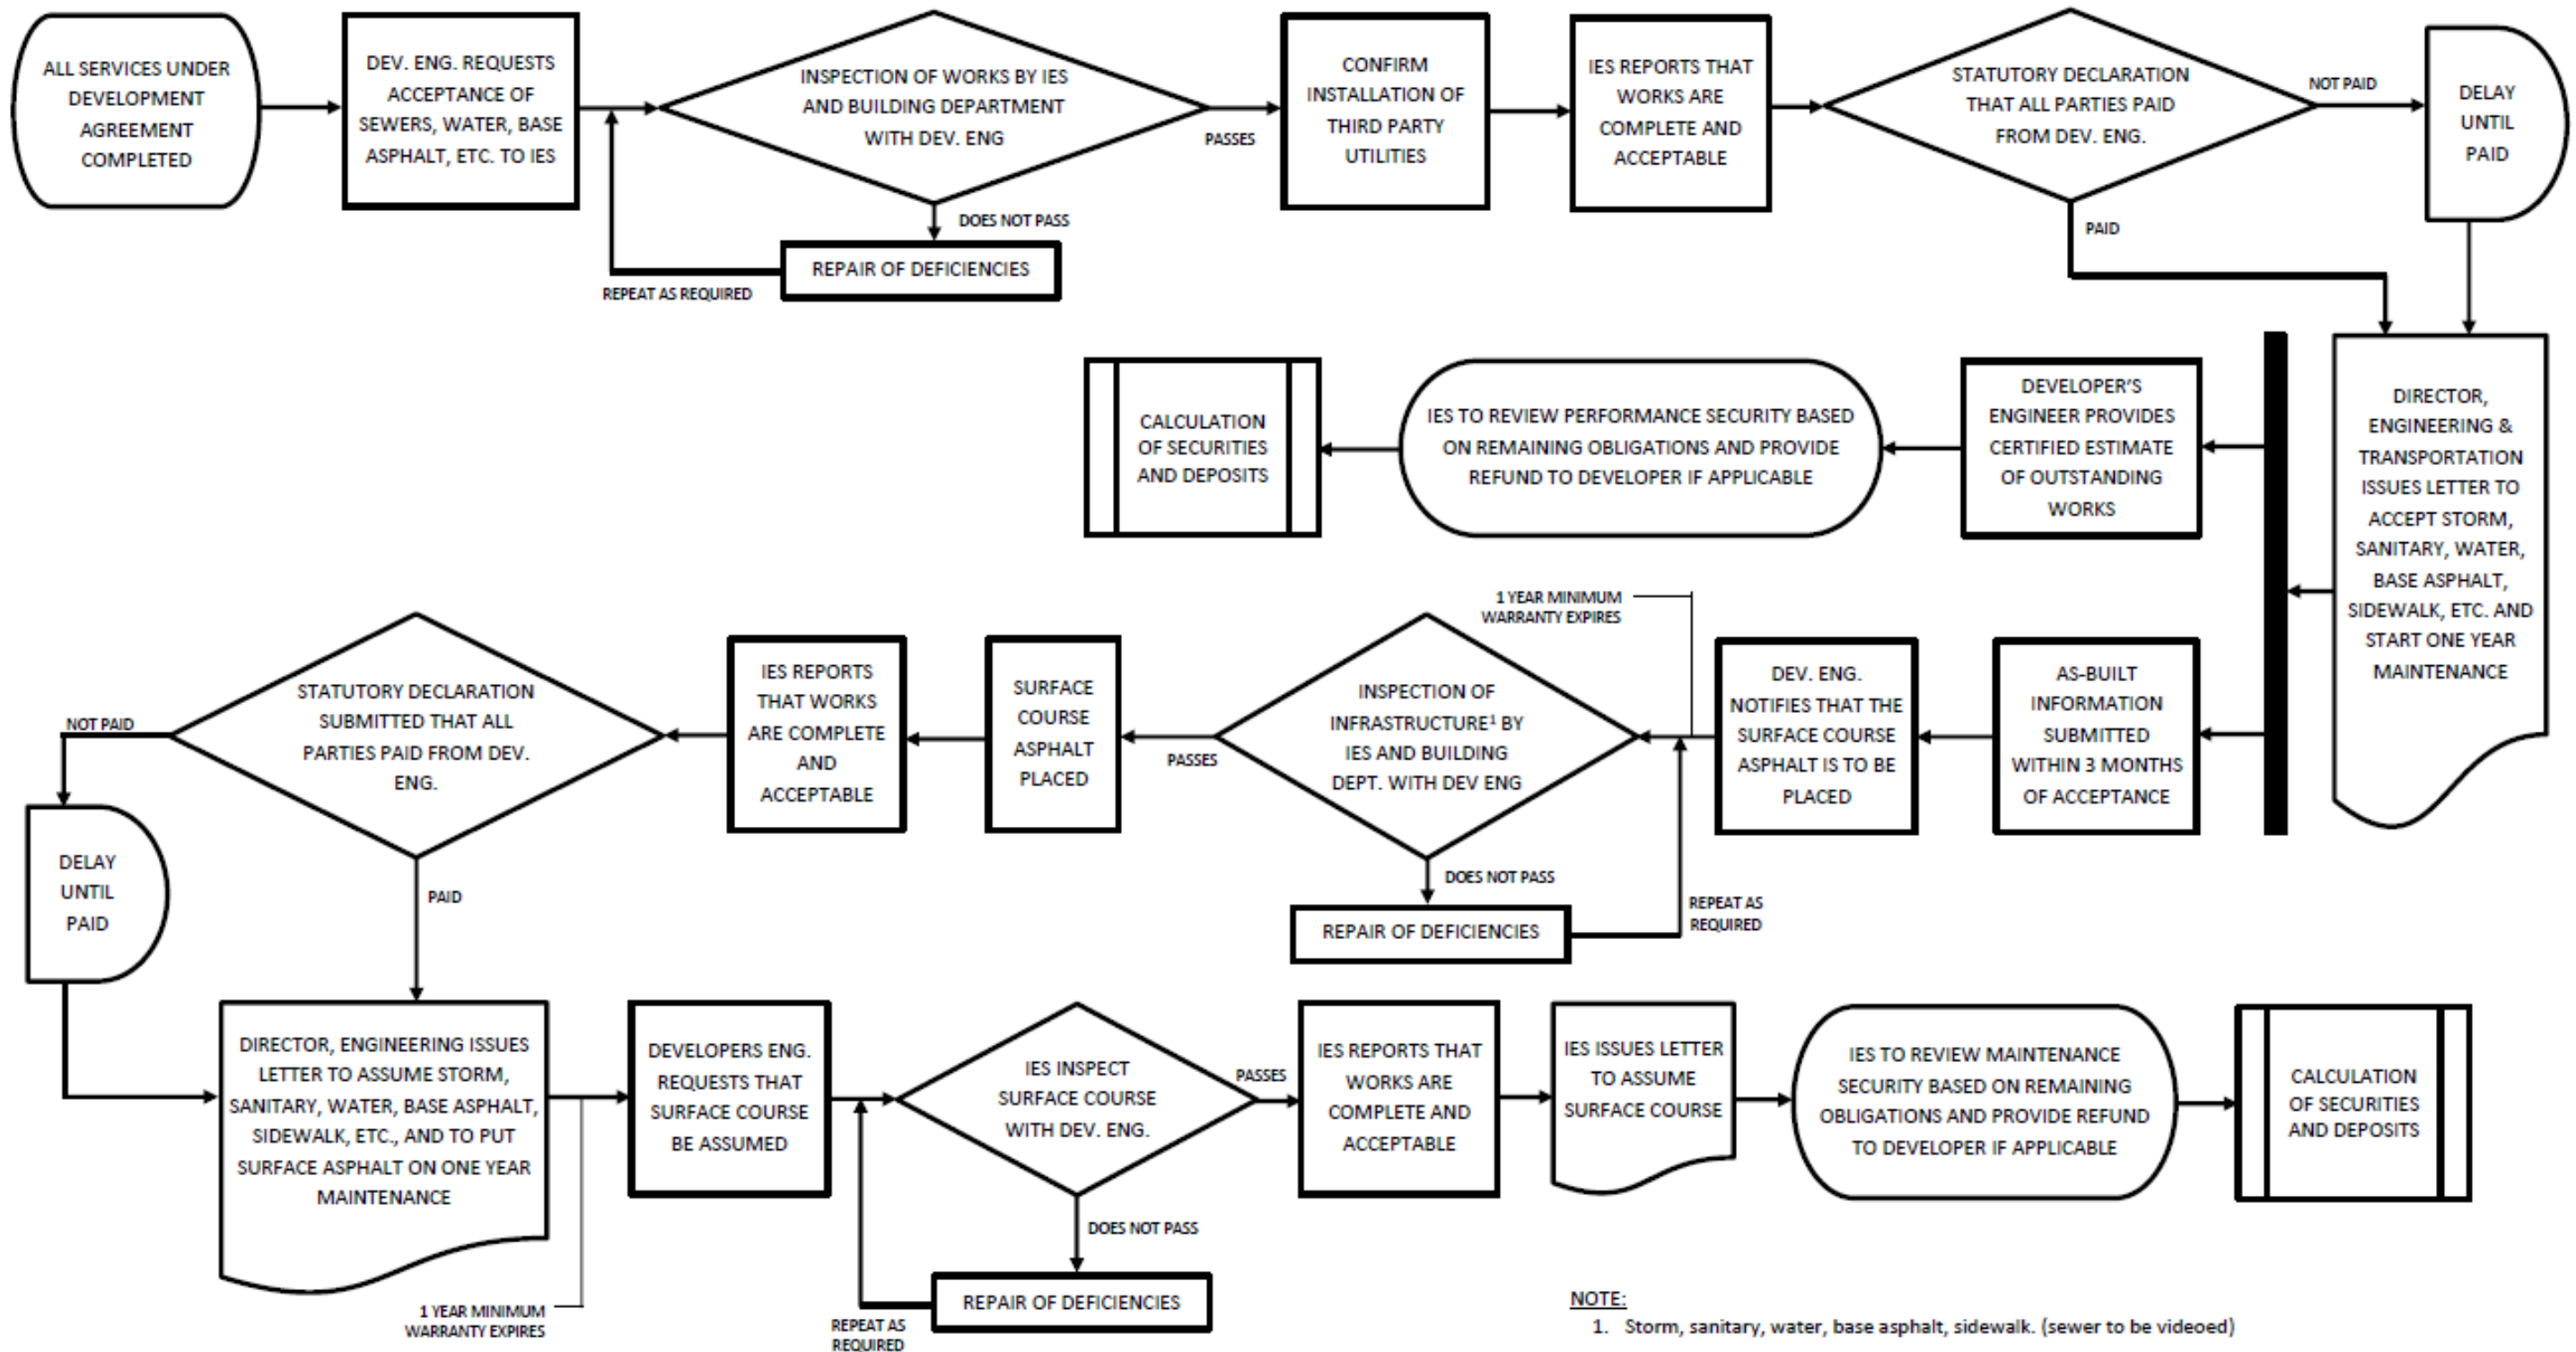 ALL SERVICES UNDER
DEVELOPMENT
AGREEMENT
COMPLETED
DEV. ENG. REQUESTS
ACCEPTANCE OF
SEWERS, WATER, BASE
ASPHALT, ETC. TO IES
INSPECTION OF WORKS BY IES
AND BUILDING DEPARTMENT
WITH DEV. ENG
PASSES
DOES NOT PASS
REPAIR OF DEFICIENCIES
REPEAT AS REQUIRED
CONFIRM
INSTALLATION OF
THIRD PARTY
UTILITIES
IES REPORTS THAT
WORKS ARE
COMPLETE AND
ACCEPTABLE
STATUTORY DECLARATION
THAT ALL PARTIES PAID
FROM DEV. ENG.
NOT PAID
PAID
DELAY
UNTIL
PAID
DIRECTOR,
ENGINEERING &
TRANSPORTATION
ISSUES LETTER TO
ACCEPT STORM,
SANITARY, WATER,
BASE ASPHALT,
SIDEWALK, ETC. AND
START ONE YEAR
MAINTENANCE
DEVELOPER'S
ENGINEER PROVIDES
CERTIFIED ESTIMATE
OF OUTSTANDING
WORKS
IES TO REVIEW PERFORMANCE SECURITY BASED
ON REMAINING OBLIGATIONS AND PROVIDE
REFUND TO DEVELOPER IF APPLICABLE
CALCULATION
OF SECURITIES
AND DEPOSITS
AS-BUILT
INFORMATION
SUBMITTED
WITHIN 3 MONTHS
OF ACCEPTANCE
DEV. ENG.
NOTIFIES THAT THE
SURFACE COURSE
ASPHALT IS TO BE
PLACED
1 YEAR MINIMUM
WARRANTY EXPIRES
INSPECTION OF
INFRASTRUCTURE¹ BY
IES AND BUILDING
DEPT. WITH DEV ENG
PASSES
DOES NOT PASS
REPAIR OF DEFICIENCIES
REPEAT AS
REQUIRED
SURFACE
COURSE
ASPHALT
PLACED
IES REPORTS
THAT WORKS
ARE COMPLETE
AND
ACCEPTABLE
STATUTORY DECLARATION
SUBMITTED THAT ALL
PARTIES PAID FROM DEV.
ENG.
NOT PAID
PAID
DELAY
UNTIL
PAID
DIRECTOR, ENGINEERING ISSUES
LETTER TO ASSUME STORM,
SANITARY, WATER, BASE ASPHALT,
SIDEWALK, ETC., AND TO PUT
SURFACE ASPHALT ON ONE YEAR
MAINTENANCE
1 YEAR MINIMUM
WARRANTY EXPIRES
DEVELOPERS ENG.
REQUESTS THAT
SURFACE COURSE
BE ASSUMED
IES INSPECT
SURFACE COURSE
WITH DEV. ENG.
PASSES
DOES NOT PASS
REPAIR OF DEFICIENCIES
REPEAT AS
REQUIRED
IES REPORTS THAT
WORKS ARE
COMPLETE AND
ACCEPTABLE
IES ISSUES LETTER
TO ASSUME
SURFACE COURSE
IES TO REVIEW MAINTENANCE
SECURITY BASED ON REMAINING
OBLIGATIONS AND PROVIDE REFUND
TO DEVELOPER IF APPLICABLE
CALCULATION
OF SECURITIES
AND DEPOSITS
NOTE:
1. Storm, sanitary, water, base asphalt, sidewalk. (sewer to be videoed)